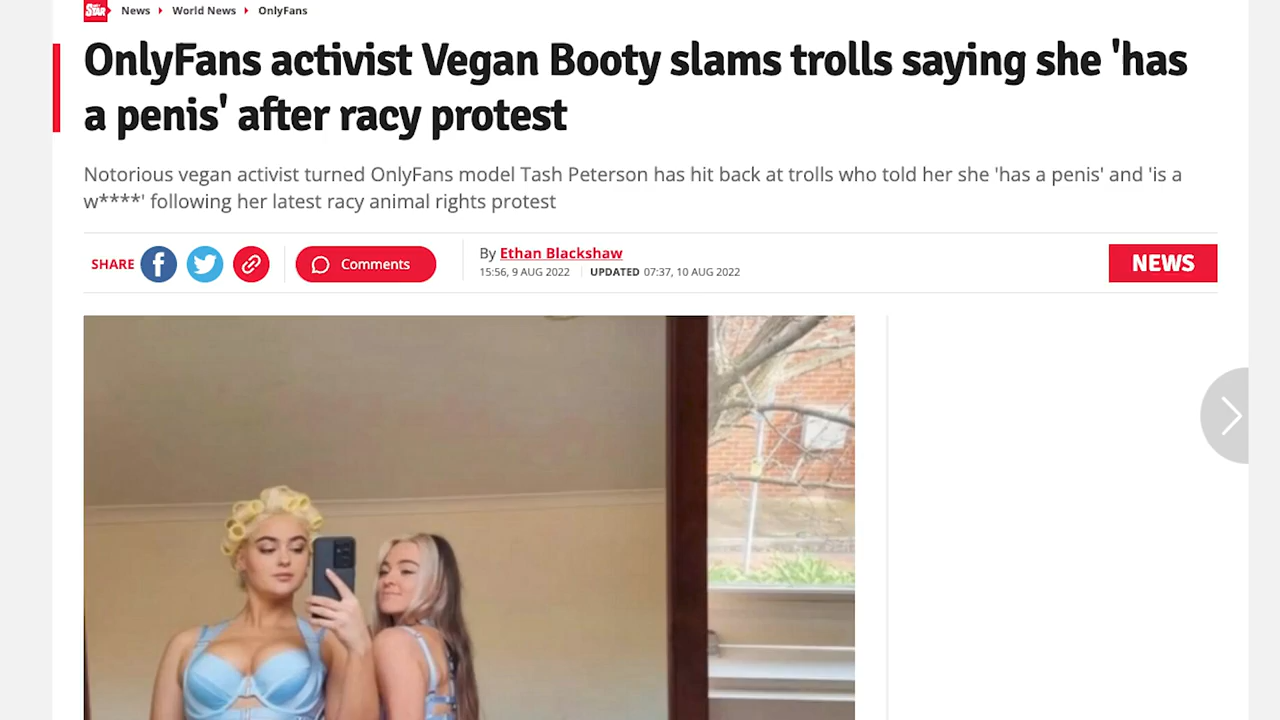 STAR News World News OnlyFans
OnlyFans activist Vegan Booty slams trolls saying she 'has
a penis' after racy protest
Notorious vegan activist turned OnlyFans model Tash Peterson has hit back at trolls who told her she 'has a penis' and 'is a
w****' following her latest racy animal rights protest
SHARE f Comments
By Ethan Blackshaw
15:56, 9 AUG 2022 UPDATED 07:37, 10 AUG 2022
NEWS